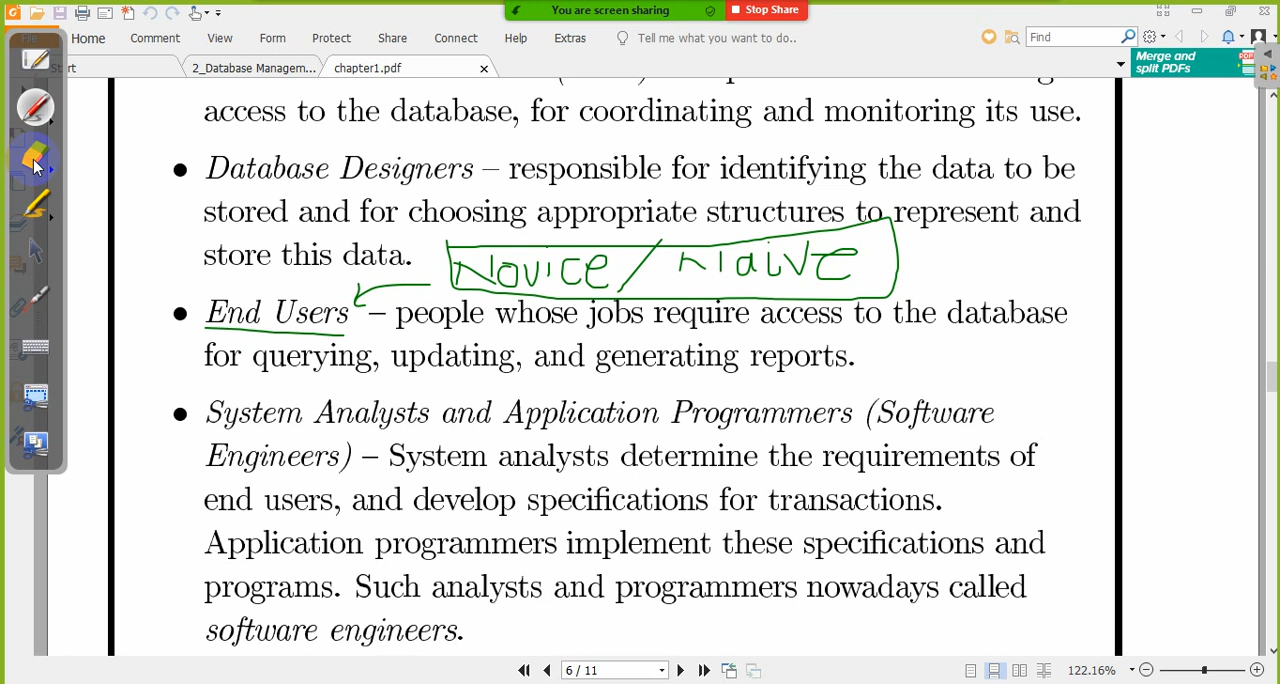 You are screen sharing
Stop Share
File Home Comment View Form Protect Share Connect Help Extras Tell me what you want to do.. Find
Start 2_Database Managem... chapter1.pdf Merge and split PDFs
access to the database, for coordinating and monitoring its use.
• Database Designers – responsible for identifying the data to be
stored and for choosing appropriate structures to represent and
store this data.
Novice / Naive
• End Users – people whose jobs require access to the database
for querying, updating, and generating reports.
• System Analysts and Application Programmers (Software
Engineers) – System analysts determine the requirements of
end users, and develop specifications for transactions.
Application programmers implement these specifications and
programs. Such analysts and programmers nowadays called
software engineers.
6 / 11 122.16%